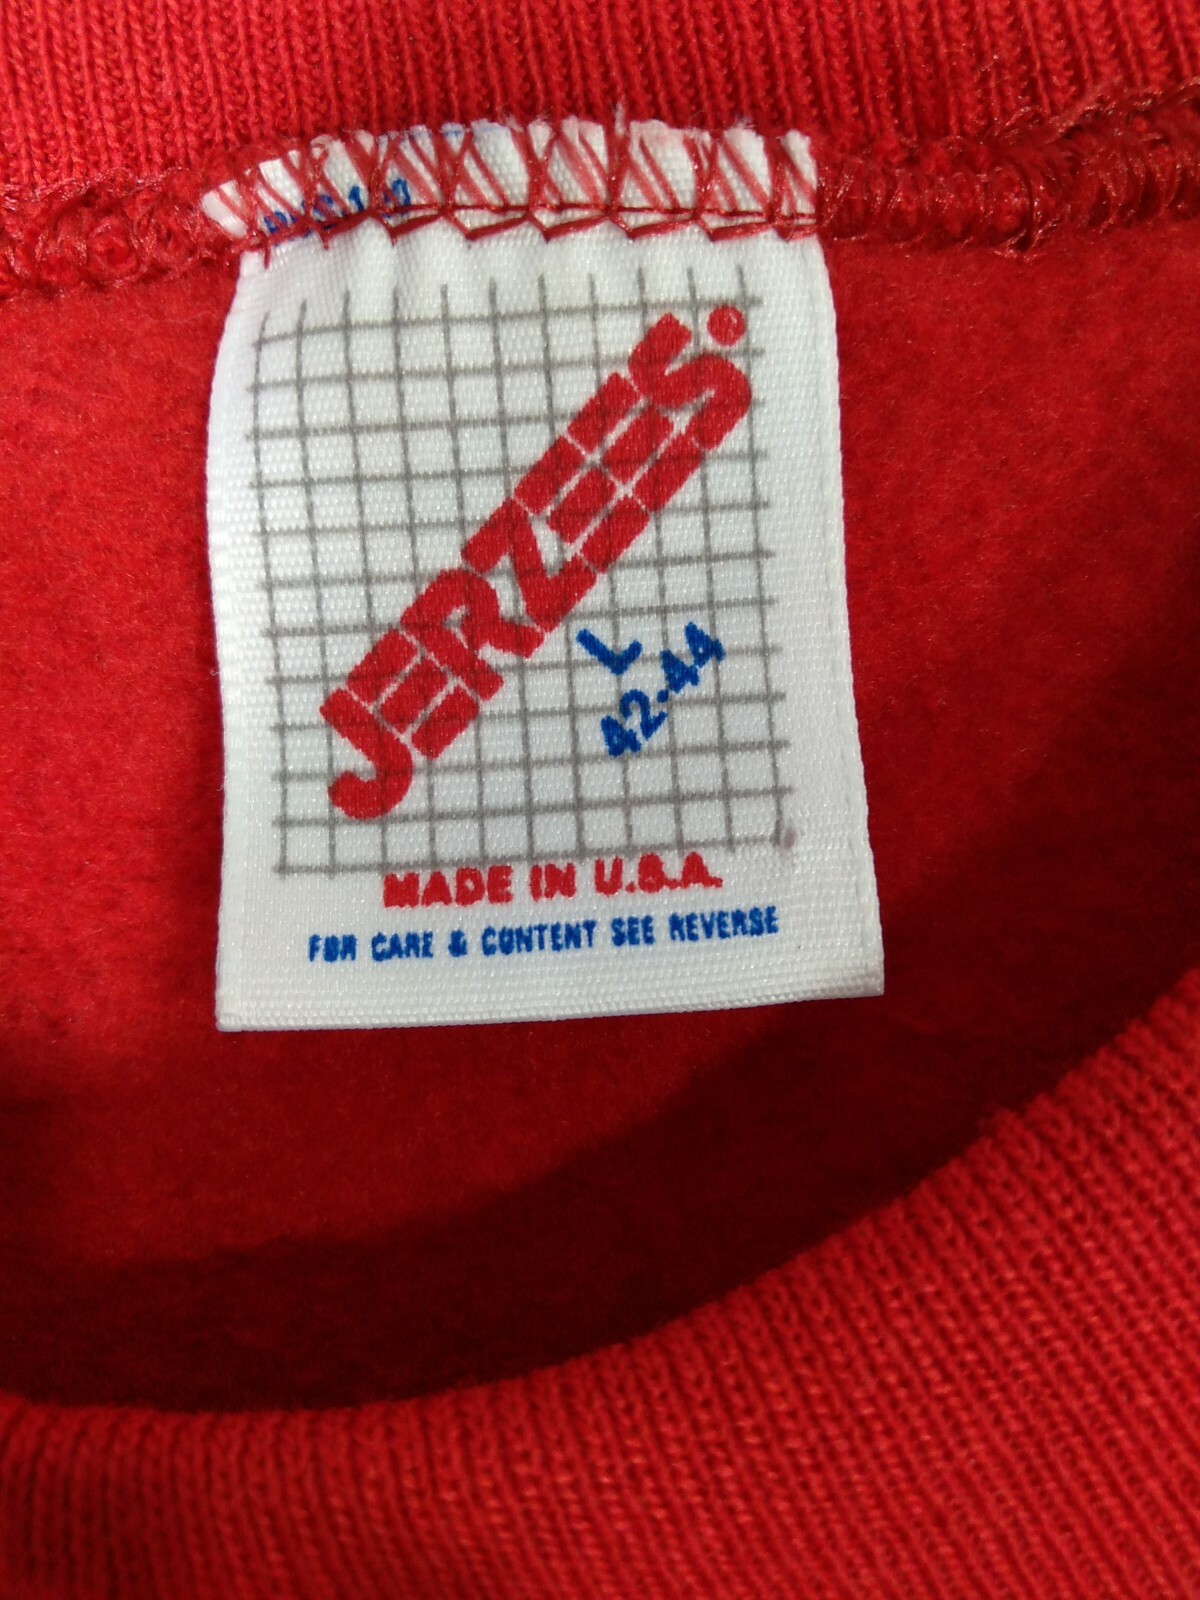 JERZEES
L
42-44
MADE IN U.S.A.
FOR CARE & CONTENT SEE REVERSE